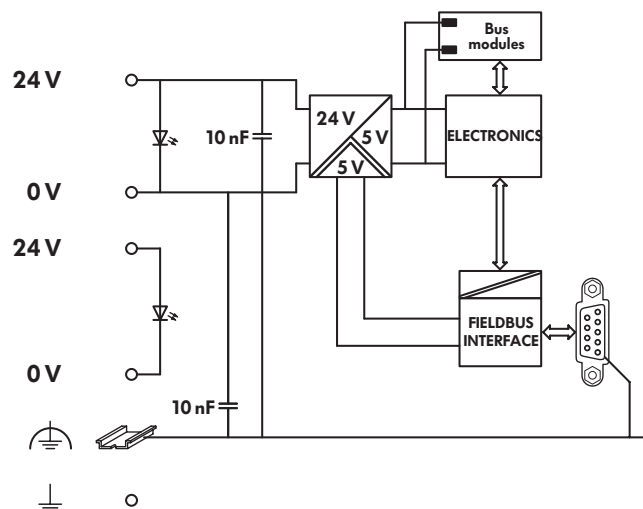 Bus
modules
24 V
10 nF
24 V
5 V
5 V
ELECTRONICS
0 V
24 V
FIELDBUS
INTERFACE
0 V
10 nF